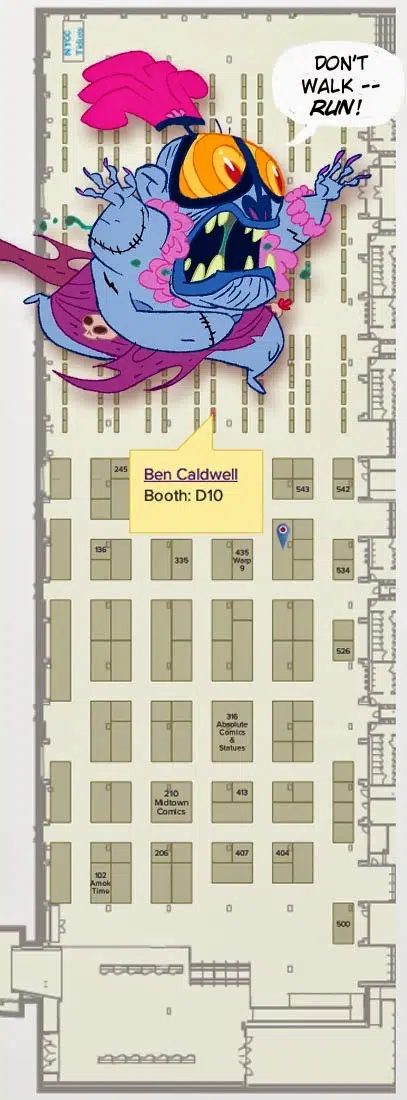 NYCC
Tickets
DON'T
WALK --
RUN!
245
Ben Caldwell
Booth: D10
543
542
136
335
435
Warp
9
534
526
316
Absolute
Comics
&
Statues
210
Midtown
Comics
413
206
407
404
102
Amok
Time
500